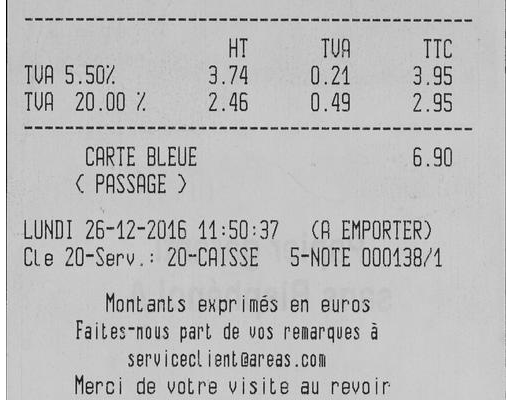 HT TVA TTC
TVA 5.50% 3.74 0.21 3.95
TVA 20.00 % 2.46 0.49 2.95
CARTE BLEUE 6.90
( PASSAGE )
LUNDI 26-12-2016 11:50:37 (A EMPORTER)
Cle 20-Serv.: 20-CAISSE 5-NOTE 000138/1
Montants exprimés en euros
Faites-nous part de vos remarques à
serviceclient@areas.com
Merci de votre visite au revoir